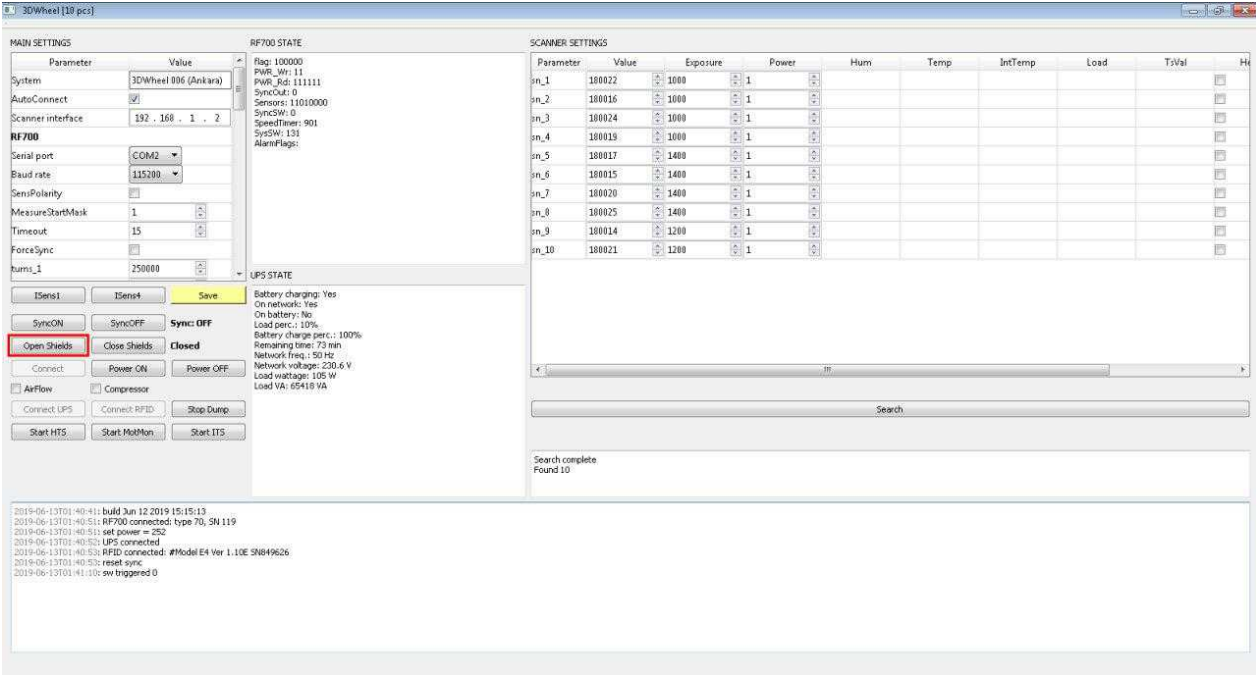 3DWheel [10 pcs]
MAIN SETTINGS
Parameter Value
System 3DWheel 006 (Ankara)
AutoConnect
Scanner interface 192 . 168 . 1 . 2
RF700
Serial port COM2
Baud rate 115200
SensPolarity
MeasureStartMask 1
Timeout 15
ForceSync
turns_1 250000
ISens1 ISens4 Save
SyncON SyncOFF Sync: OFF
Open Shields Close Shields Closed
Connect Power ON Power OFF
AirFlow Compressor
Connect UPS Connect RFID Stop Dump
Start HTS Start MotMon Start ITS
RF700 STATE
flag: 100000
PWR_Wr: 11
PWR_Rd: 111111
SyncOut: 0
Sensors: 11010000
SyncSW: 0
SpeedTimer: 901
SysSW: 131
AlarmFlags:
UPS STATE
Battery charging: Yes
On network: Yes
On battery: No
Load perc.: 10%
Battery charge perc.: 100%
Remaining time: 73 min
Network freq.: 50 Hz
Network voltage: 230.6 V
Load wattage: 105 W
Load VA: 65418 VA
SCANNER SETTINGS
Parameter Value Exposure Power Hum Temp IntTemp Load TsVal He
sn_1 180022 1000 1
sn_2 180016 1000 1
sn_3 180024 1000 1
sn_4 180019 1000 1
sn_5 180017 1400 1
sn_6 180015 1400 1
sn_7 180020 1400 1
sn_8 180025 1400 1
sn_9 180014 1200 1
sn_10 180021 1200 1
Search
Search complete
Found 10
2019-06-13T01:40:41: build Jun 12 2019 15:15:13
2019-06-13T01:40:51: RF700 connected: type 70, SN 119
2019-06-13T01:40:51: set power = 252
2019-06-13T01:40:52: UPS connected
2019-06-13T01:40:53: RFID connected: #Model E4 Ver 1.10E SN849626
2019-06-13T01:40:53: reset sync
2019-06-13T01:41:10: sw triggered 0